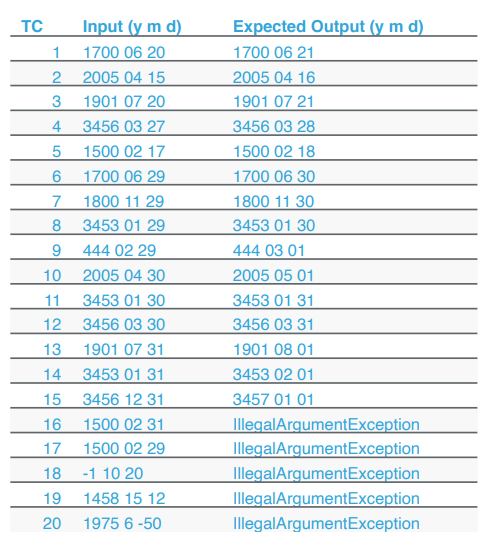 TC Input (y m d) Expected Output (y m d)
1 1700 06 20 1700 06 21
2 2005 04 15 2005 04 16
3 1901 07 20 1901 07 21
4 3456 03 27 3456 03 28
5 1500 02 17 1500 02 18
6 1700 06 29 1700 06 30
7 1800 11 29 1800 11 30
8 3453 01 29 3453 01 30
9 444 02 29 444 03 01
10 2005 04 30 2005 05 01
11 3453 01 30 3453 01 31
12 3456 03 30 3456 03 31
13 1901 07 31 1901 08 01
14 3453 01 31 3453 02 01
15 3456 12 31 3457 01 01
16 1500 02 31 IllegalArgumentException
17 1500 02 29 IllegalArgumentException
18 -1 10 20 IllegalArgumentException
19 1458 15 12 IllegalArgumentException
20 1975 6 -50 IllegalArgumentException